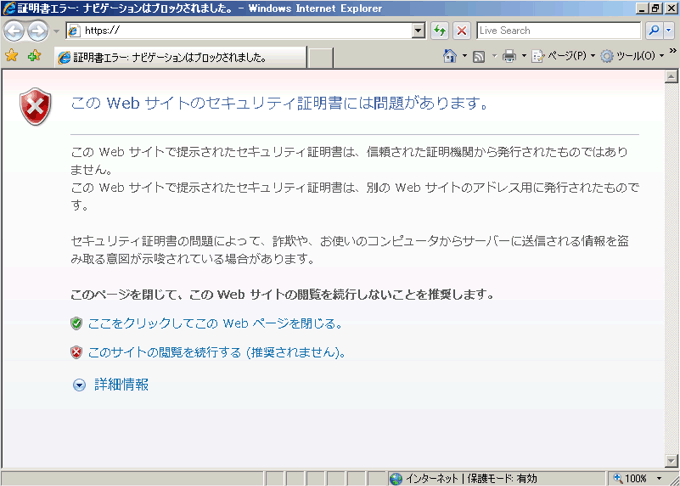 証明書エラー: ナビゲーションはブロックされました。 - Windows Internet Explorer
https://
Live Search
証明書エラー: ナビゲーションはブロックされました。
ページ(P)
ツール(O)
この Web サイトのセキュリティ証明書には問題があります。
この Web サイトで提示されたセキュリティ証明書は、信頼された証明機関から発行されたものではあり
ません。
この Web サイトで提示されたセキュリティ証明書は、別の Web サイトのアドレス用に発行されたもので
す。
セキュリティ証明書の問題によって、詐欺や、お使いのコンピュータからサーバーに送信される情報を盗
み取る意図が示唆されている場合があります。
このページを閉じて、この Web サイトの閲覧を続行しないことを推奨します。
ここをクリックしてこの Web ページを閉じる。
このサイトの閲覧を続行する (推奨されません)。
詳細情報
インターネット | 保護モード: 有効
100%